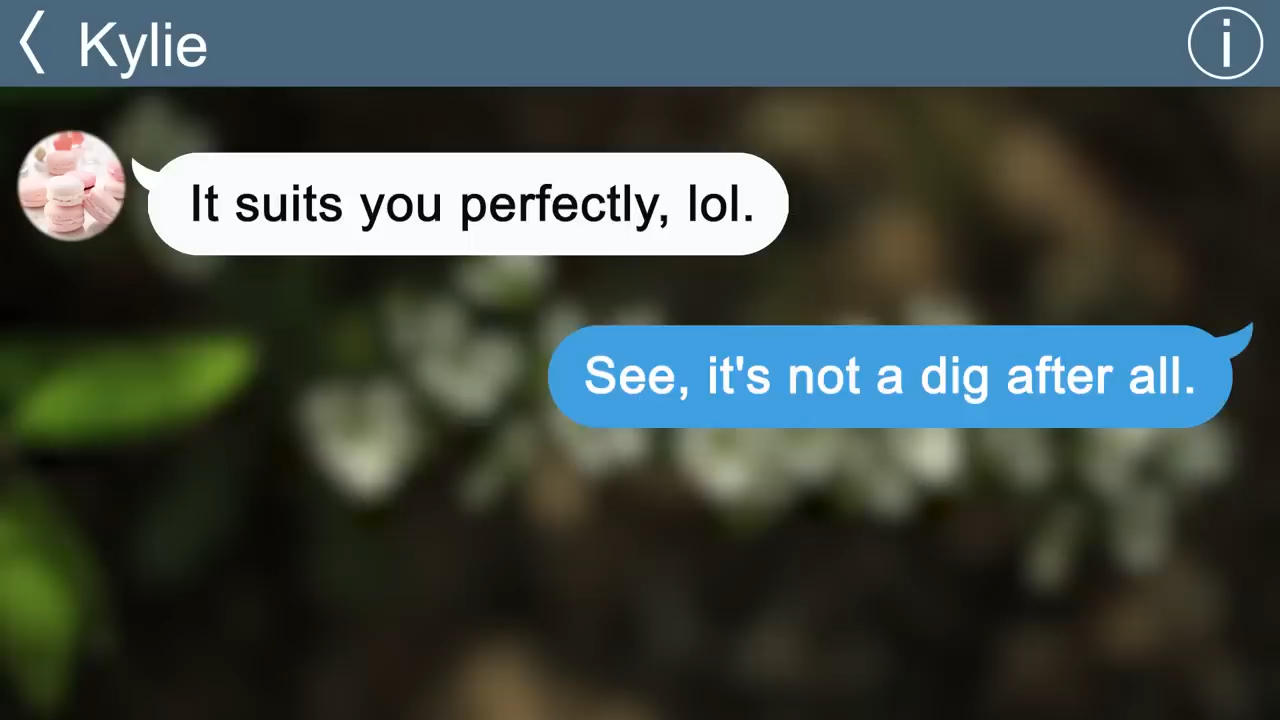 Kylie
It suits you perfectly, lol.
See, it's not a dig after all.